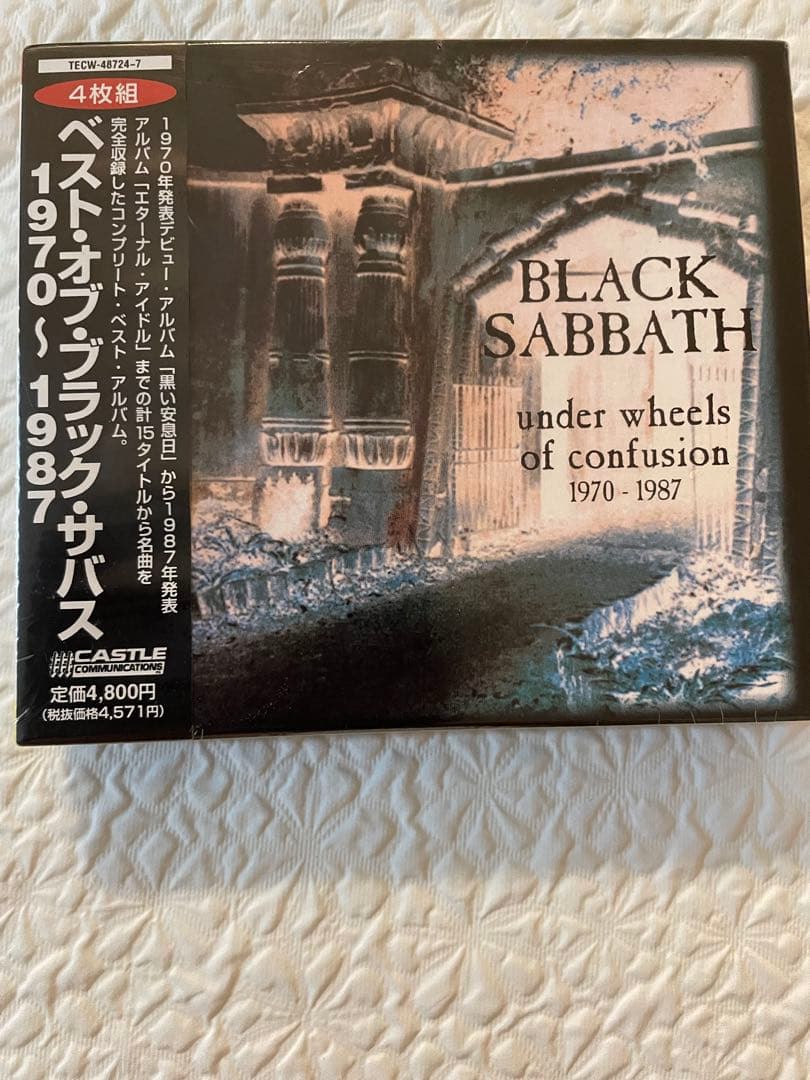 TECW-48724-7
4枚組
ベスト・オブ・ブラック・サバス
1970〜1987
1970年発表デビュー・アルバム「黒い安息日」から1987年発表
アルバム「エターナル・アイドル」までの計15タイトルから名曲を
完全収録したコンプリート・ベスト・アルバム。
CASTLE
COMMUNICATIONS™
定価4,800円
(税抜価格4,571円)
BLACK
SABBATH
under wheels
of confusion
1970 - 1987